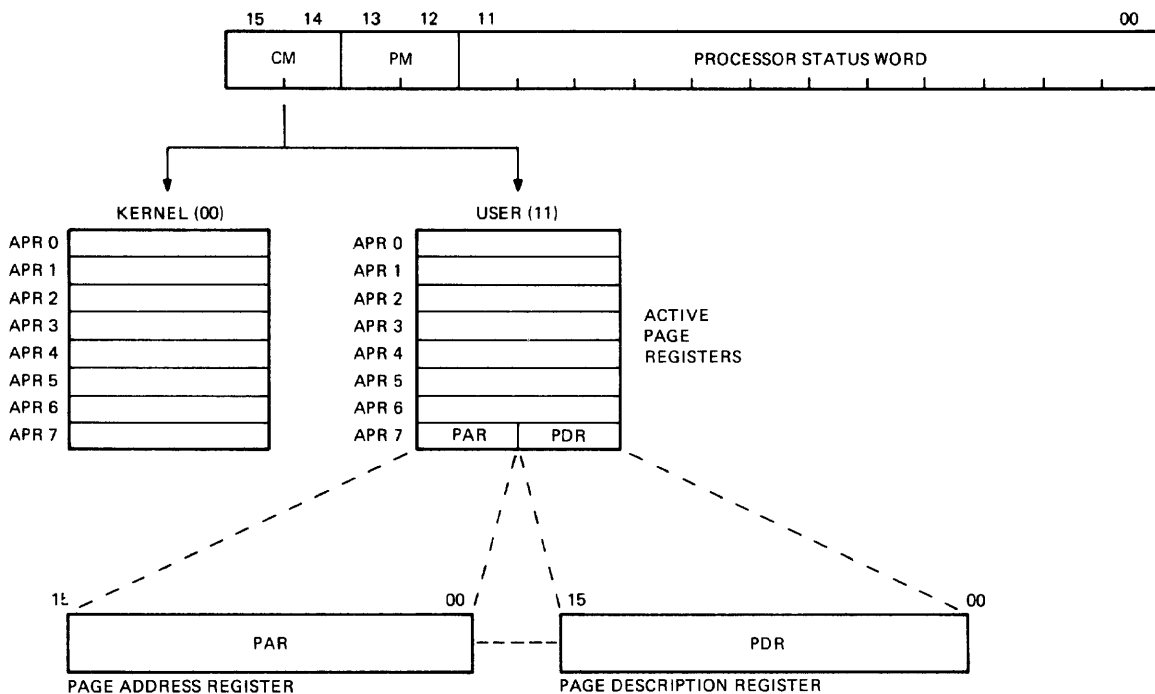 15 14 13 12 11 00
CM PM PROCESSOR STATUS WORD
KERNEL (00) USER (11)
APR 0 APR 0
APR 1 APR 1
APR 2 APR 2
APR 3 APR 3
APR 4 APR 4
APR 5 APR 5
APR 6 APR 6
APR 7 APR 7 PAR PDR
ACTIVE
PAGE
REGISTERS
15 00 15 00
PAR PDR
PAGE ADDRESS REGISTER PAGE DESCRIPTION REGISTER